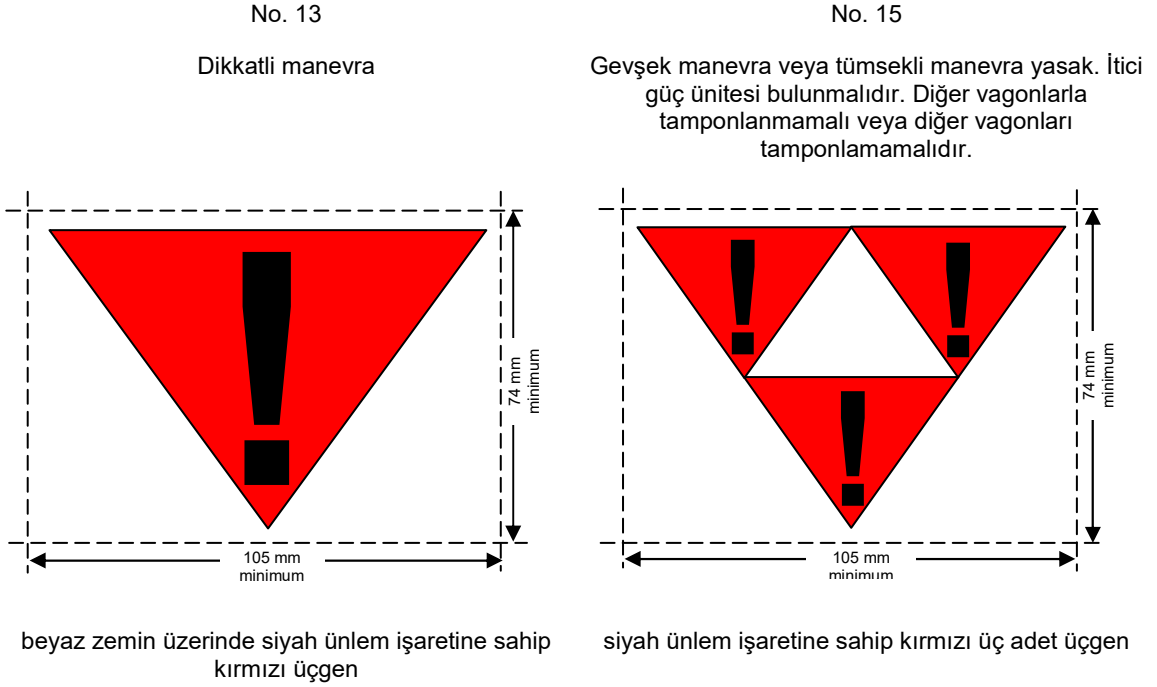 No. 13
Dikkatli manevra
74 mm
minimum
105 mm
minimum
beyaz zemin üzerinde siyah ünlem işaretine sahip
kırmızı üçgen
No. 15
Gevşek manevra veya tümsekli manevra yasak. İtici
güç ünitesi bulunmalıdır. Diğer vagonlarla
tamponlanmamalı veya diğer vagonları
tamponlamamalıdır.
74 mm
minimum
105 mm
minimum
siyah ünlem işaretine sahip kırmızı üç adet üçgen